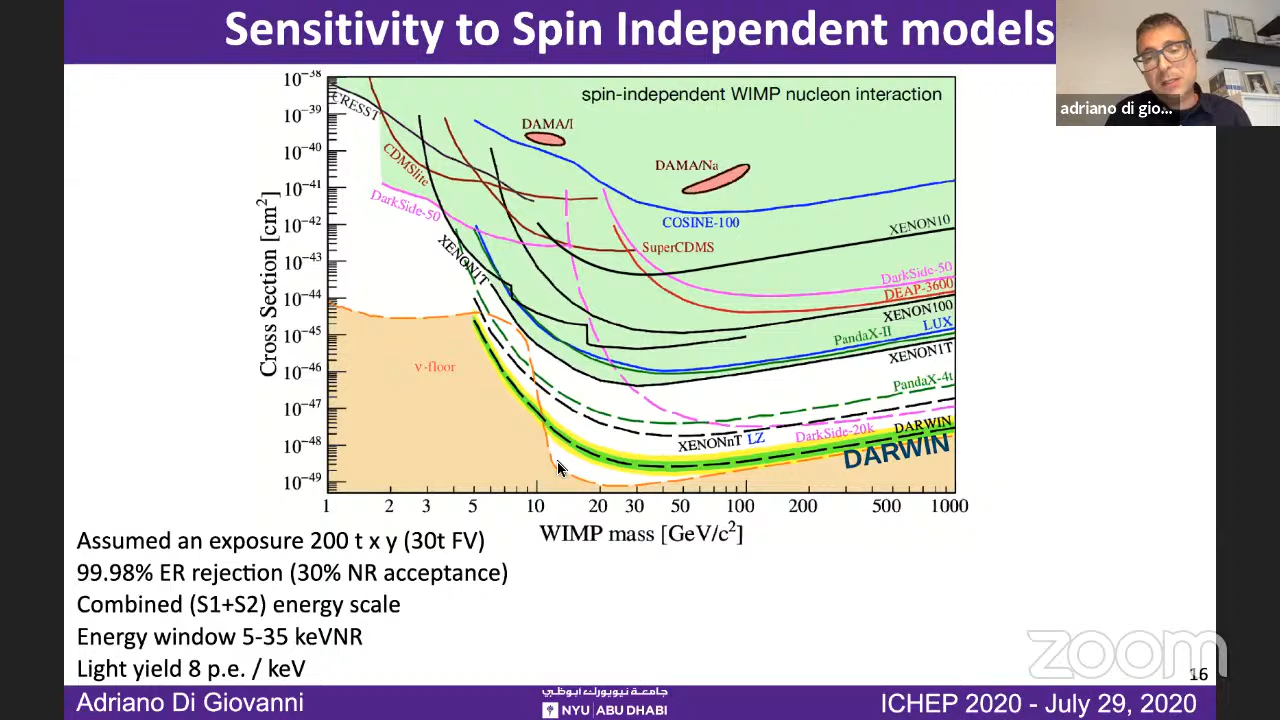 Sensitivity to Spin Independent models
adriano di gio...
spin-independent WIMP nucleon interaction
10⁻³⁸
10⁻³⁹
10⁻⁴⁰
10⁻⁴¹
10⁻⁴²
10⁻⁴³
10⁻⁴⁴
10⁻⁴⁵
10⁻⁴⁶
10⁻⁴⁷
10⁻⁴⁸
10⁻⁴⁹
Cross Section [cm²]
CRESST
DAMA/I
CDMSlite
DAMA/Na
DarkSide-50
COSINE-100
XENON10
XENON1T
SuperCDMS
DarkSide-50
DEAP-3600
XENON100
LUX
PandaX-II
XENON1T
ν-floor
PandaX-4t
XENONnT
LZ
DarkSide-20k
DARWIN
DARWIN
1 2 3 5 10 20 30 50 100 200 500 1000
WIMP mass [GeV/c²]
Assumed an exposure 200 t x y (30t FV)
99.98% ER rejection (30% NR acceptance)
Combined (S1+S2) energy scale
Energy window 5-35 keVNR
Light yield 8 p.e. / keV
zoom
16
Adriano Di Giovanni
جامعة نيويورك أبوظبي
NYU ABU DHABI
ICHEP 2020 - July 29, 2020